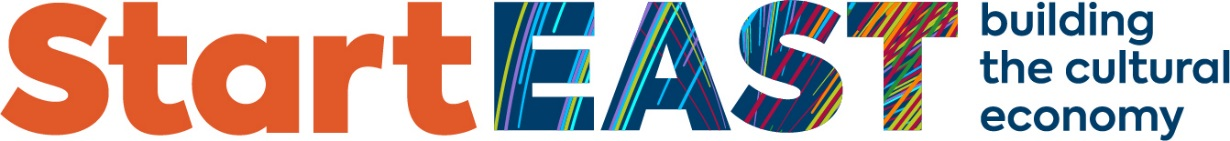 StartEAST
building
the cultural
economy